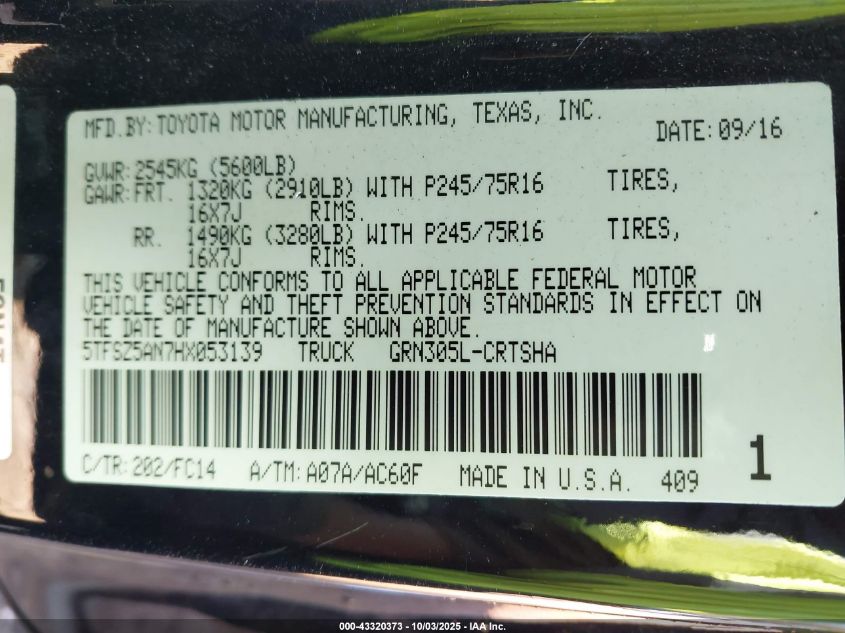 MFD.BY:TOYOTA MOTOR MANUFACTURING, TEXAS, INC.
DATE:09/16
GVWR:2545KG (5600LB)
GAWR:FRT. 1320KG (2910LB) WITH P245/75R16 TIRES,
16X7J RIMS.
RR. 1490KG (3280LB) WITH P245/75R16 TIRES,
16X7J RIMS.
THIS VEHICLE CONFORMS TO ALL APPLICABLE FEDERAL MOTOR
VEHICLE SAFETY AND THEFT PREVENTION STANDARDS IN EFFECT ON
THE DATE OF MANUFACTURE SHOWN ABOVE.
5TFSZ5AN7HX053139 TRUCK GRN305L-CRTSHA
C/TR:202/FC14 A/TM:A07A/AC60F MADE IN U.S.A. 409
1
000-43320373 - 10/03/2025 - IAA Inc.